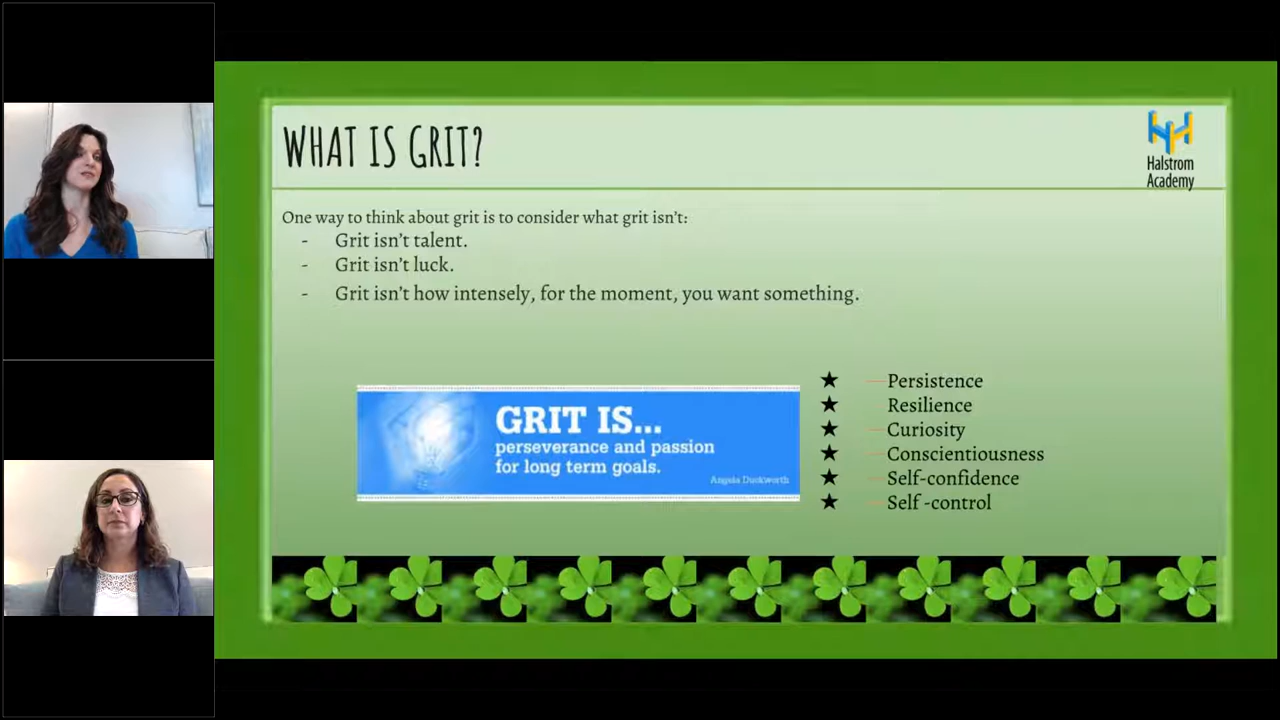 WHAT IS GRIT?
Halstrom
Academy
One way to think about grit is to consider what grit isn't:
- Grit isn't talent.
- Grit isn't luck.
- Grit isn't how intensely, for the moment, you want something.
GRIT IS...
perseverance and passion
for long term goals.
Angela Duckworth
★ Persistence
★ Resilience
★ Curiosity
★ Conscientiousness
★ Self-confidence
★ Self -control